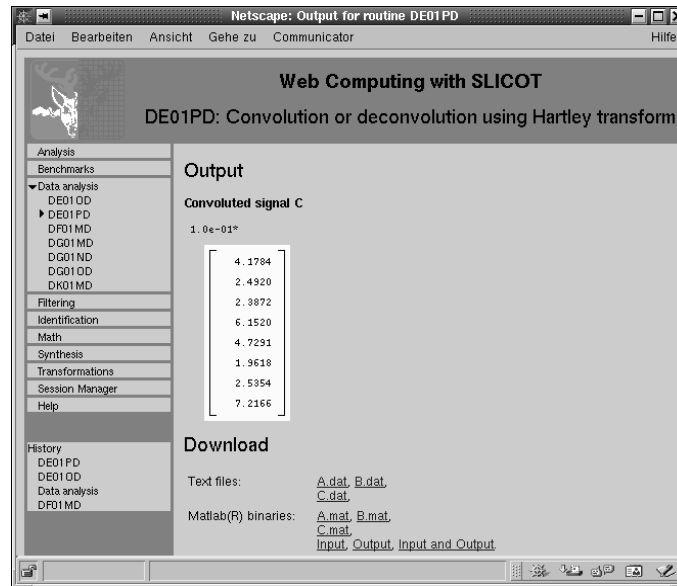 Netscape: Output for routine DE01PD
Datei Bearbeiten Ansicht Gehe zu Communicator Hilfe
Web Computing with SLICOT
DE01PD: Convolution or deconvolution using Hartley transform
Analysis
Benchmarks
Data analysis
DE01OD
DE01PD
DF01MD
DG01MD
DG01ND
DG01OD
DK01MD
Filtering
Identification
Math
Synthesis
Transformations
Session Manager
Help
History
DE01PD
DE01OD
Data analysis
DF01MD
Output
Convoluted signal C
1.0e-01*
4.1784
2.4920
2.3872
6.1520
4.7291
1.9618
2.5354
7.2166
Download
Text files: A.dat, B.dat,
C.dat,
Matlab(R) binaries: A.mat, B.mat,
C.mat,
Input, Output, Input and Output,